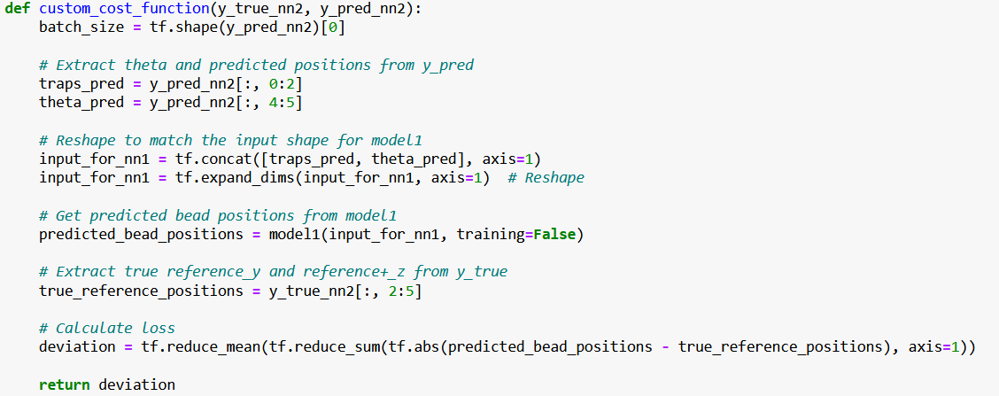 def custom_cost_function(y_true_nn2, y_pred_nn2):
    batch_size = tf.shape(y_pred_nn2)[0]

    # Extract theta and predicted positions from y_pred
    traps_pred = y_pred_nn2[:, 0:2]
    theta_pred = y_pred_nn2[:, 4:5]

    # Reshape to match the input shape for model1
    input_for_nn1 = tf.concat([traps_pred, theta_pred], axis=1)
    input_for_nn1 = tf.expand_dims(input_for_nn1, axis=1)  # Reshape

    # Get predicted bead positions from model1
    predicted_bead_positions = model1(input_for_nn1, training=False)

    # Extract true reference_y and reference+_z from y_true
    true_reference_positions = y_true_nn2[:, 2:5]

    # Calculate loss
    deviation = tf.reduce_mean(tf.reduce_sum(tf.abs(predicted_bead_positions - true_reference_positions), axis=1))

    return deviation